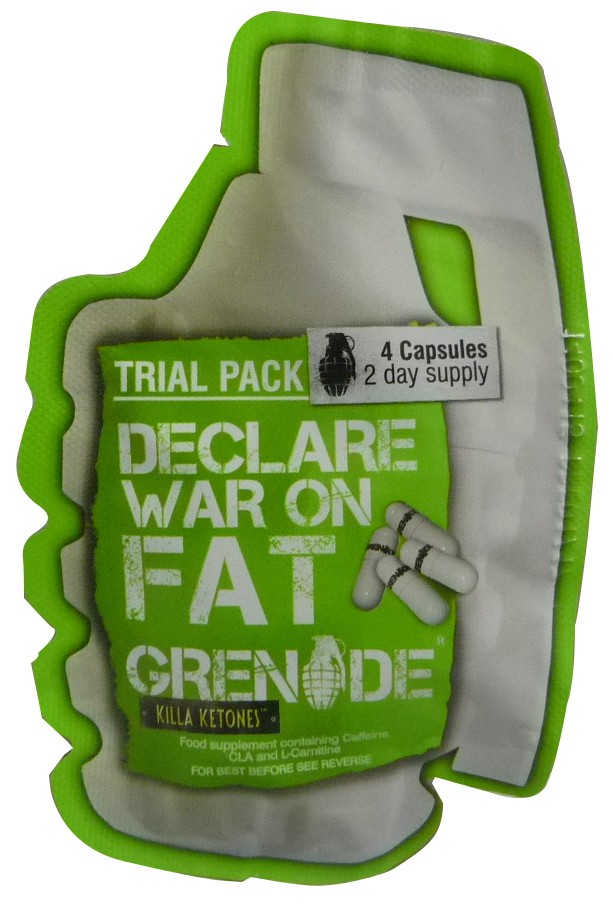 TRIAL PACK
4 Capsules
2 day supply
DECLARE
WAR ON
FAT
GRENADE®
KILLA KETONES™
Food supplement containing Caffeine,
CLA and L-Carnitine
FOR BEST BEFORE SEE REVERSE